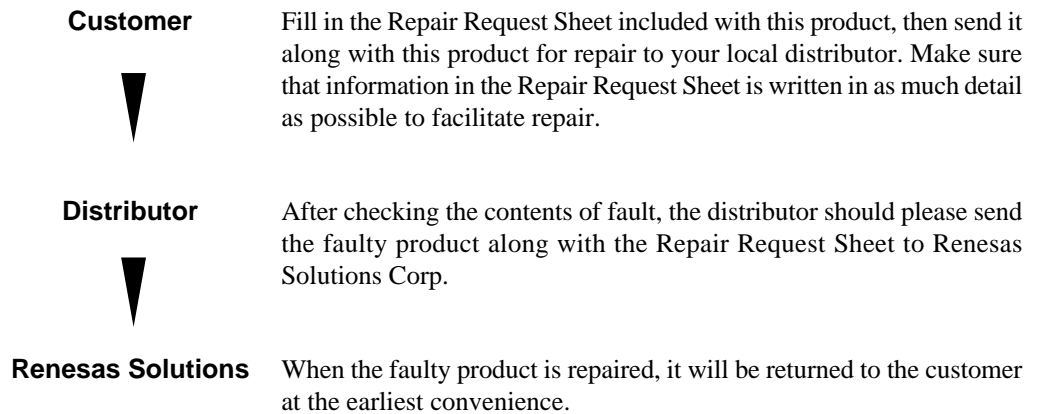 Customer
Fill in the Repair Request Sheet included with this product, then send it
along with this product for repair to your local distributor. Make sure
that information in the Repair Request Sheet is written in as much detail
as possible to facilitate repair.
Distributor
After checking the contents of fault, the distributor should please send
the faulty product along with the Repair Request Sheet to Renesas
Solutions Corp.
Renesas Solutions
When the faulty product is repaired, it will be returned to the customer
at the earliest convenience.